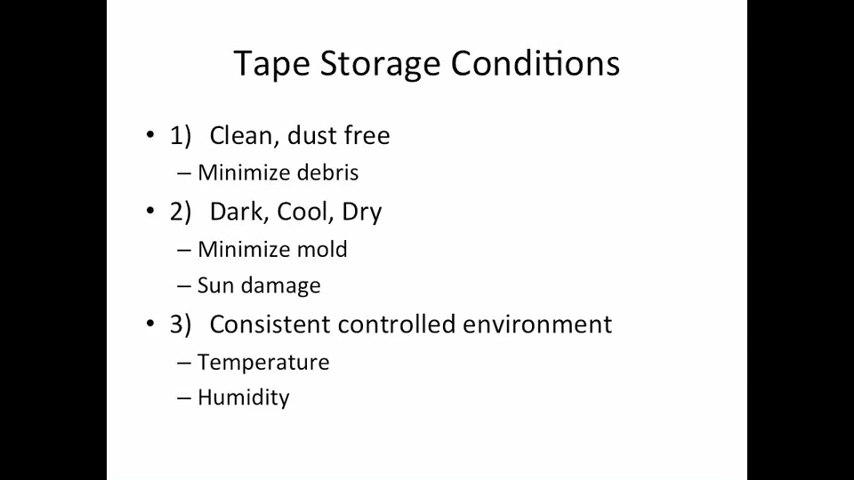 Tape Storage Conditions
• 1) Clean, dust free
– Minimize debris
• 2) Dark, Cool, Dry
– Minimize mold
– Sun damage
• 3) Consistent controlled environment
– Temperature
– Humidity